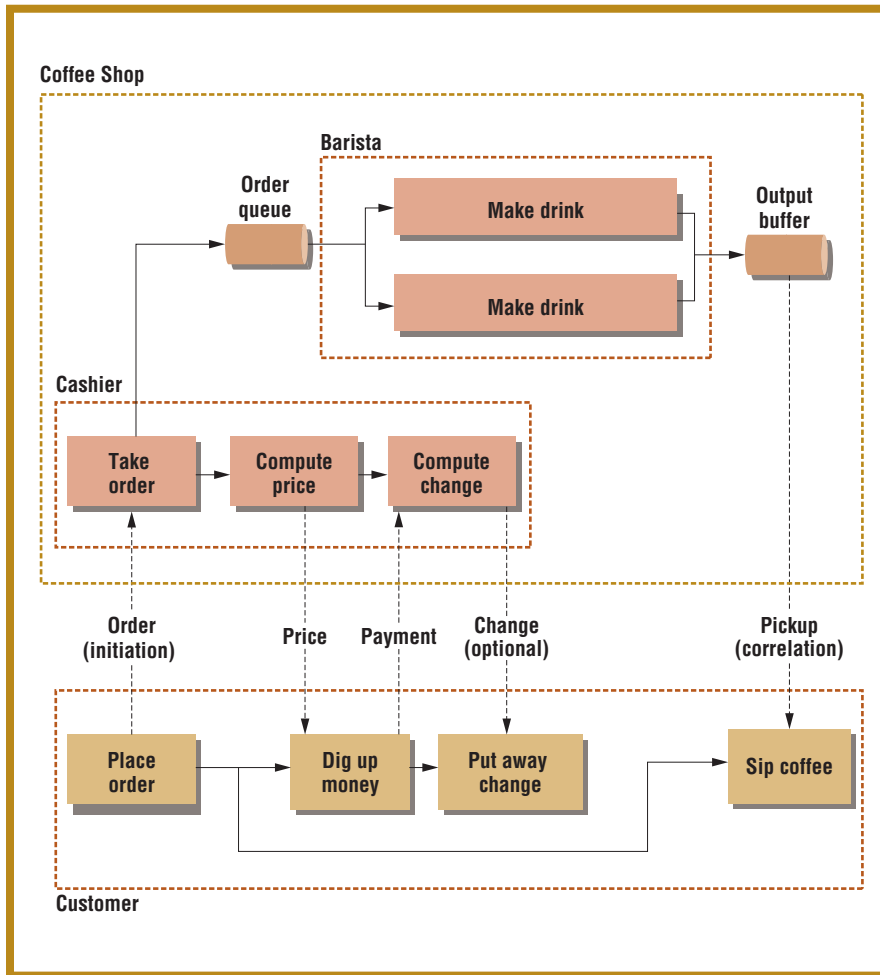 Coffee Shop
Barista
Order
queue
Make drink
Output
buffer
Make drink
Cashier
Take
order
Compute
price
Compute
change
Order
(initiation)
Price
Payment
Change
(optional)
Pickup
(correlation)
Place
order
Dig up
money
Put away
change
Sip coffee
Customer